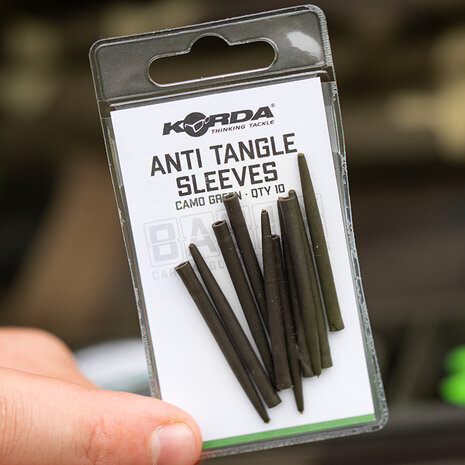 KORDA
THINKING TACKLE
ANTI TANGLE
SLEEVES
CAMO GREEN · QTY 10